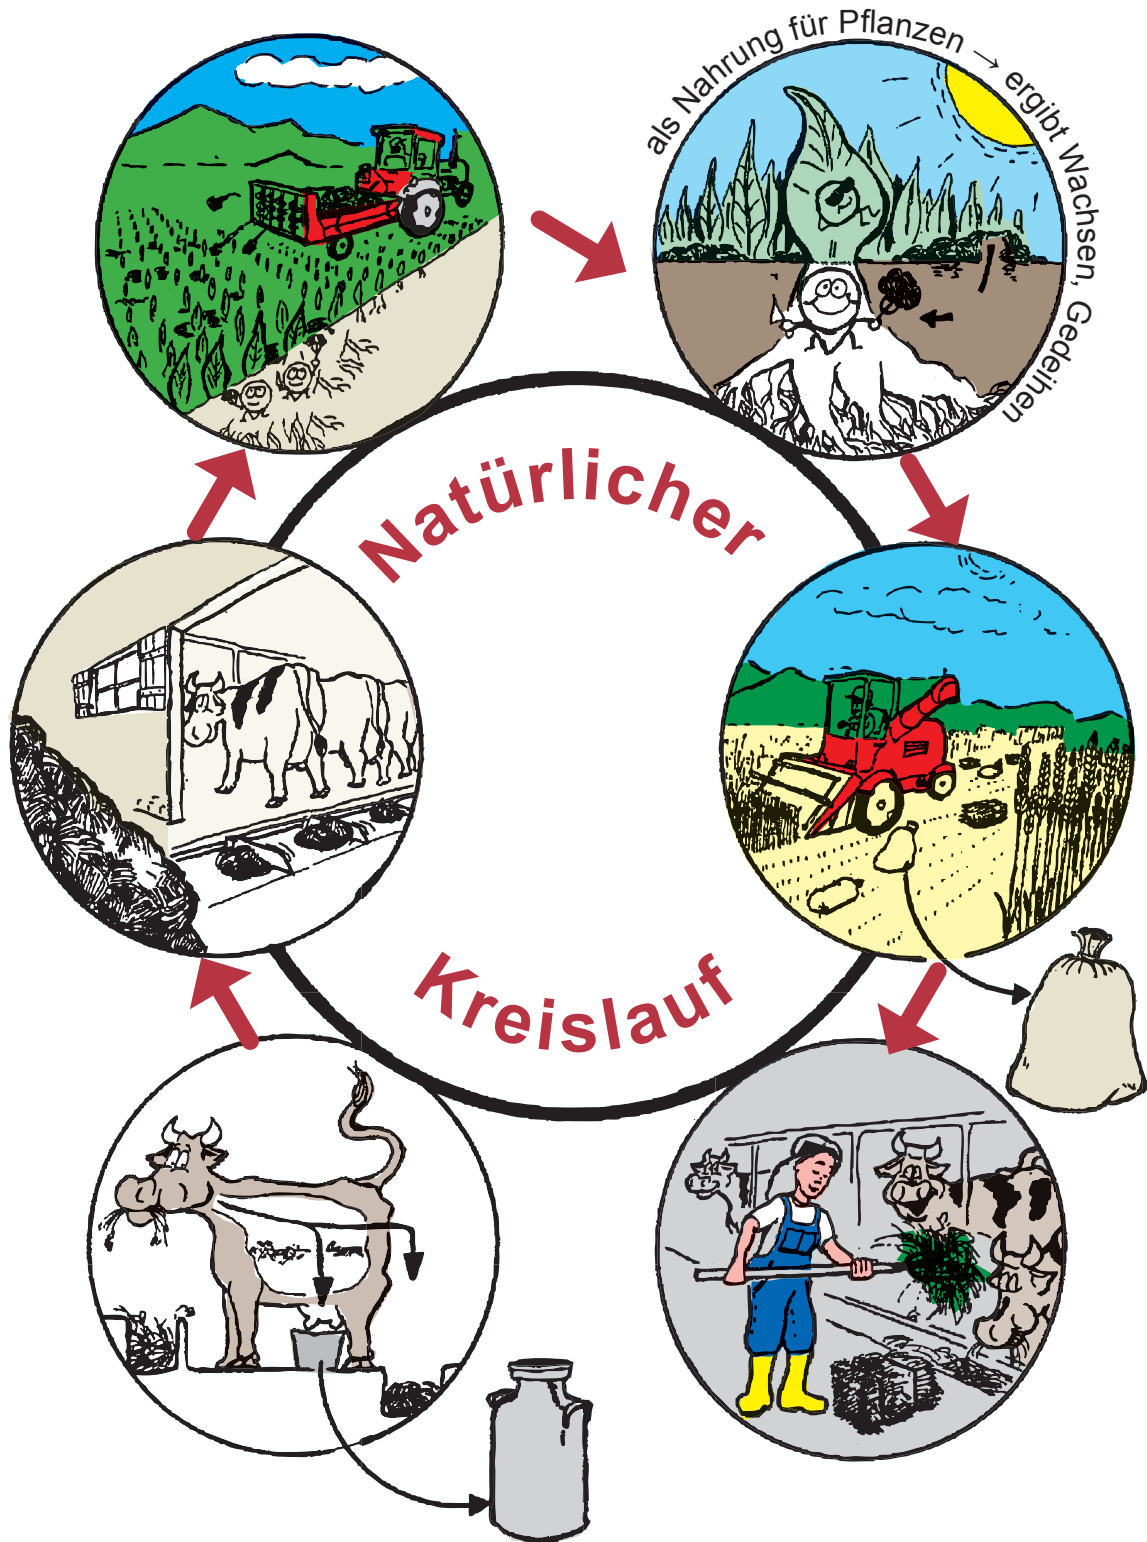 als Nahrung für Pflanzen → ergibt Wachsen, Gedeihen
Natürlicher
Kreislauf